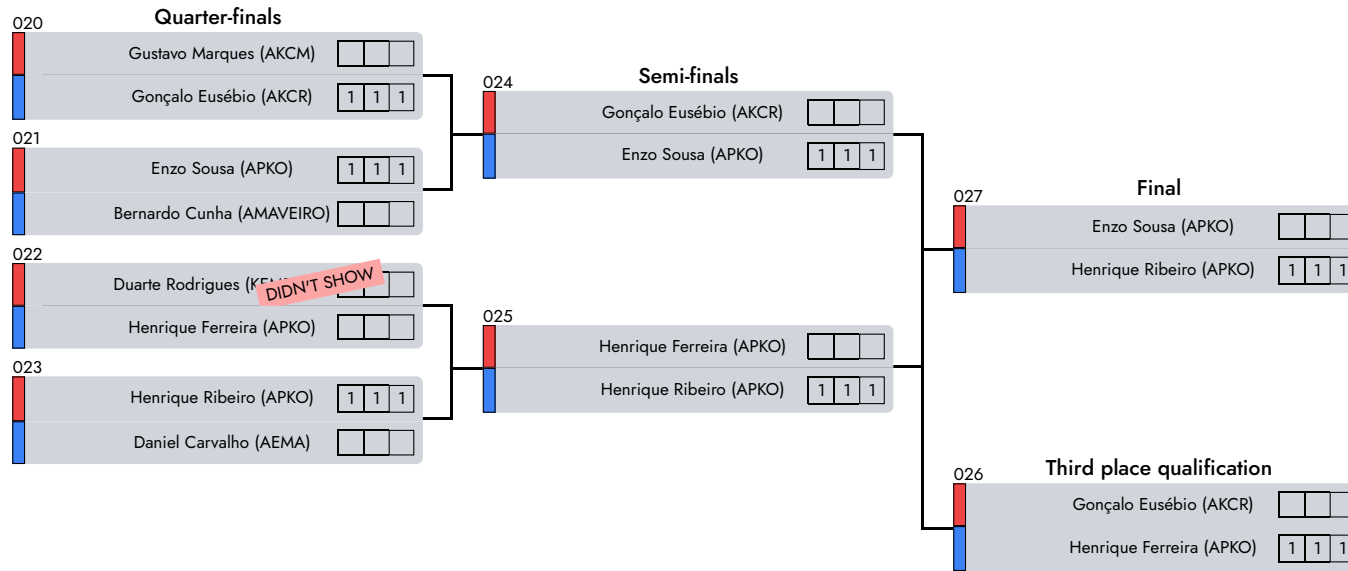 Quarter-finals
020
Gustavo Marques (AKCM)
Gonçalo Eusébio (AKCR) 1 1 1
021
Enzo Sousa (APKO) 1 1 1
Bernardo Cunha (AMAVEIRO)
022
Duarte Rodrigues
DIDN'T SHOW
Henrique Ferreira (APKO)
023
Henrique Ribeiro (APKO) 1 1 1
Daniel Carvalho (AEMA)
Semi-finals
024
Gonçalo Eusébio (AKCR)
Enzo Sousa (APKO) 1 1 1
025
Henrique Ferreira (APKO)
Henrique Ribeiro (APKO) 1 1 1
Final
027
Enzo Sousa (APKO)
Henrique Ribeiro (APKO) 1 1 1
Third place qualification
026
Gonçalo Eusébio (AKCR)
Henrique Ferreira (APKO) 1 1 1